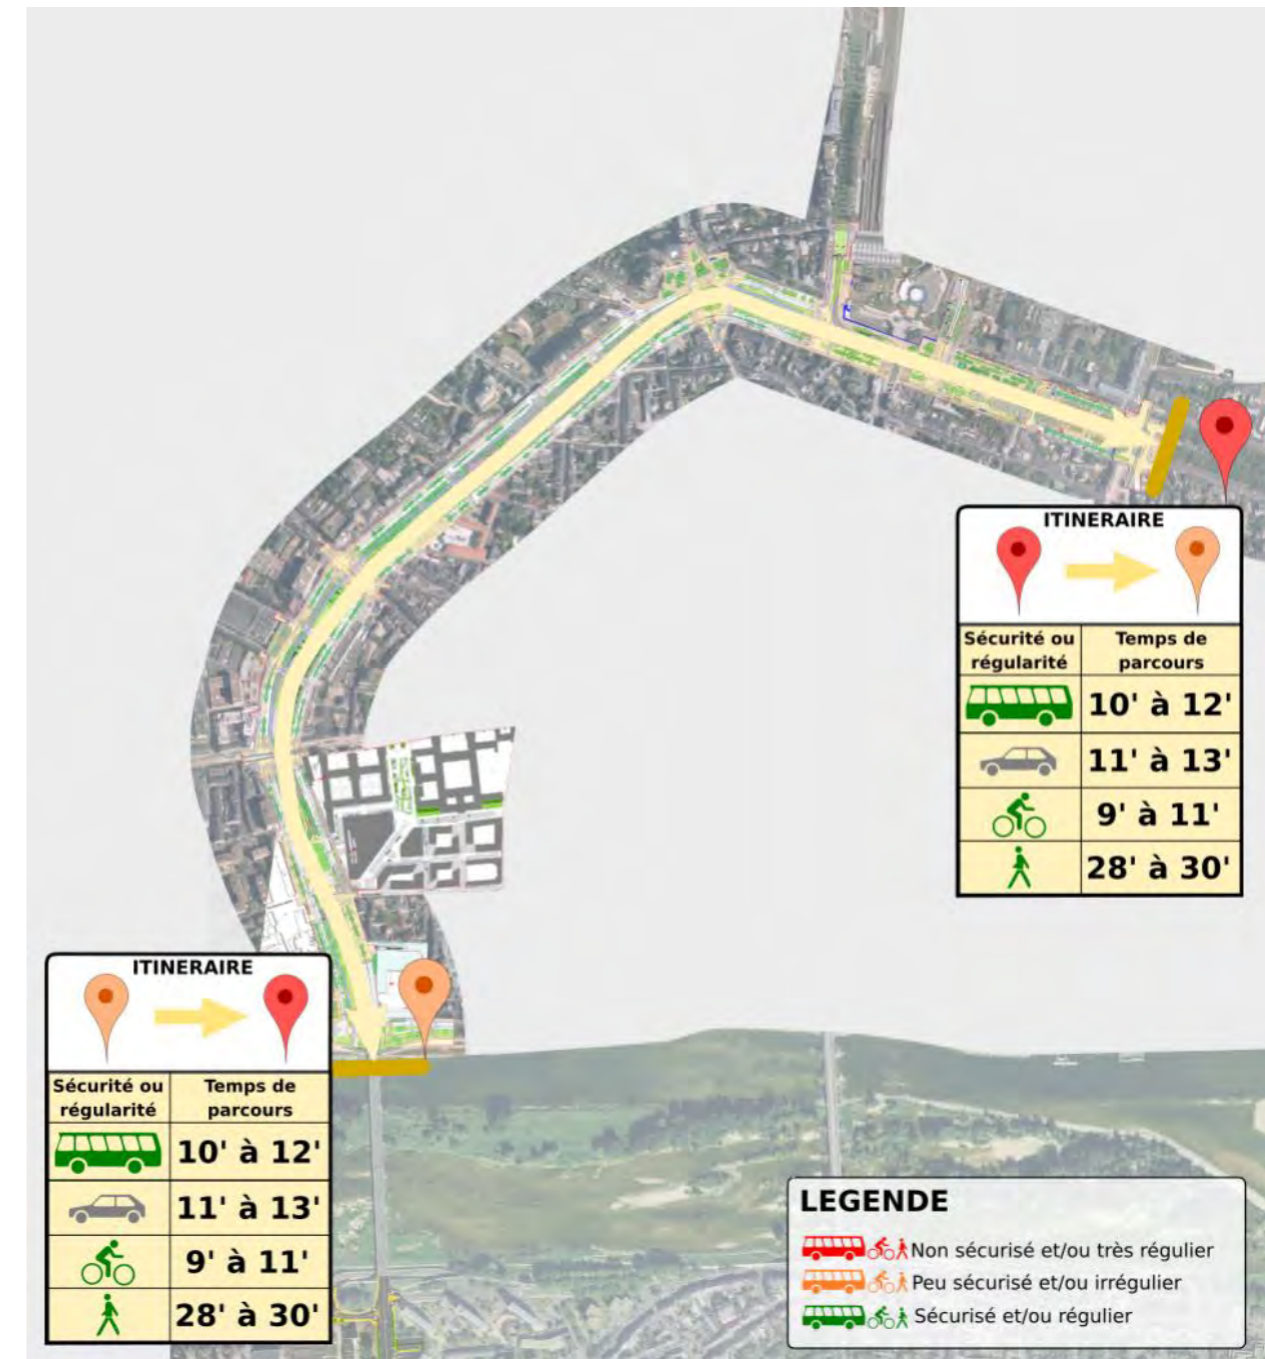 ITINERAIRE
Sécurité ou régularité
Temps de parcours
10' à 12'
11' à 13'
9' à 11'
28' à 30'
ITINERAIRE
Sécurité ou régularité
Temps de parcours
10' à 12'
11' à 13'
9' à 11'
28' à 30'
LEGENDE
Non sécurisé et/ou très régulier
Peu sécurisé et/ou irrégulier
Sécurisé et/ou régulier